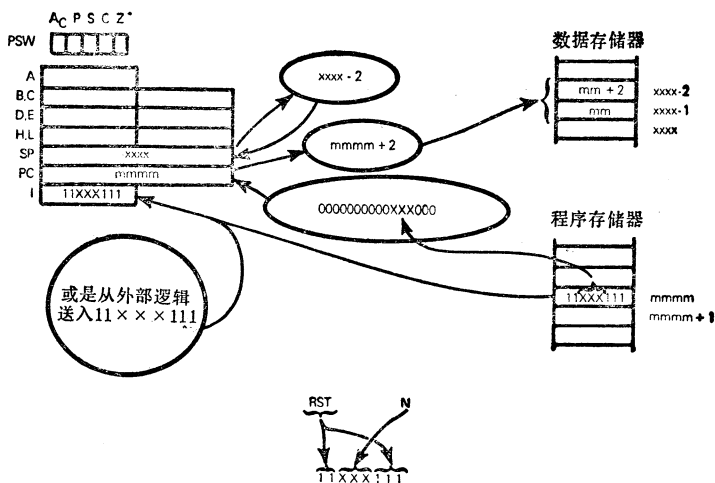 Ac P S C Z*
PSW
A
B,C
D,E
H,L
SP xxxx
PC mmmm
I 11XXX111
xxxx - 2
mmmm + 2
0000000000XXX000
数据存储器
mm + 2 xxxx-2
mm xxxx-1
xxxx
程序存储器
11XXX111 mmmm
mmmm + 1
或是从外部逻辑
送入11×××111
RST N
11XXX111